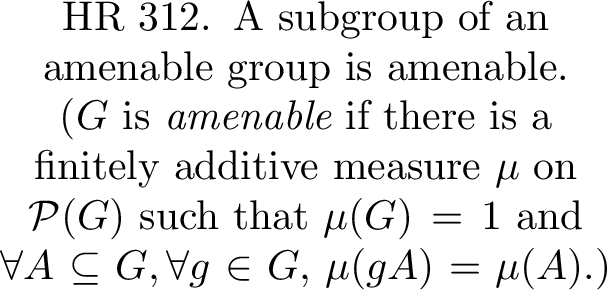 HR 312. A subgroup of an
amenable group is amenable.
(G is amenable if there is a
finitely additive measure μ on
𝒫(G) such that μ(G) = 1 and
∀A ⊆ G, ∀g ∈ G, μ(gA) = μ(A).)